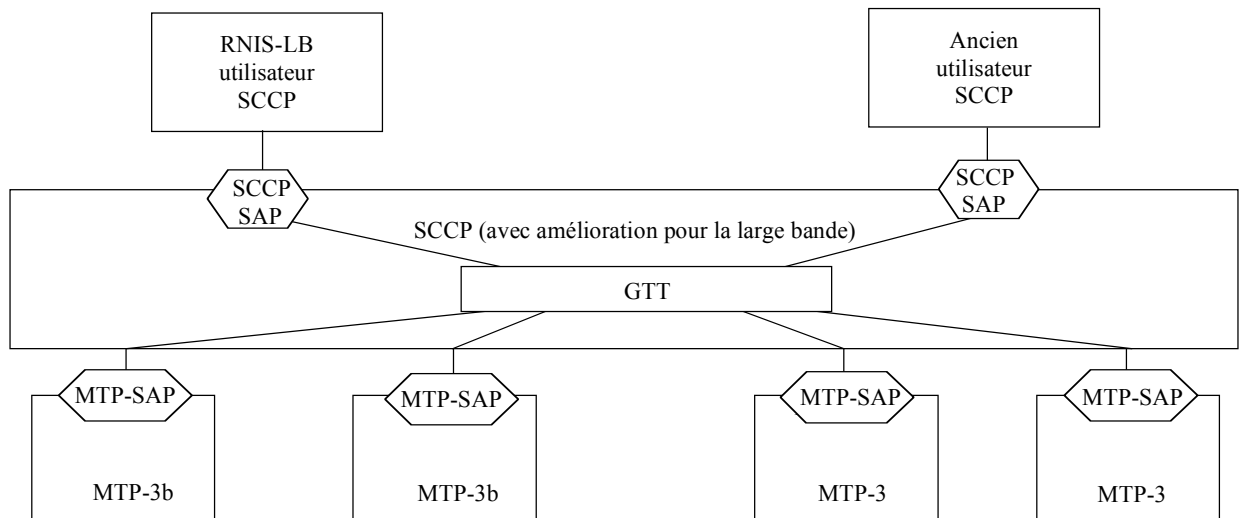 RNIS-LB
utilisateur
SCCP
Ancien
utilisateur
SCCP
SCCP
SAP
SCCP
SAP
SCCP (avec amélioration pour la large bande)
GTT
MTP-SAP
MTP-SAP
MTP-SAP
MTP-SAP
MTP-3b
MTP-3b
MTP-3
MTP-3